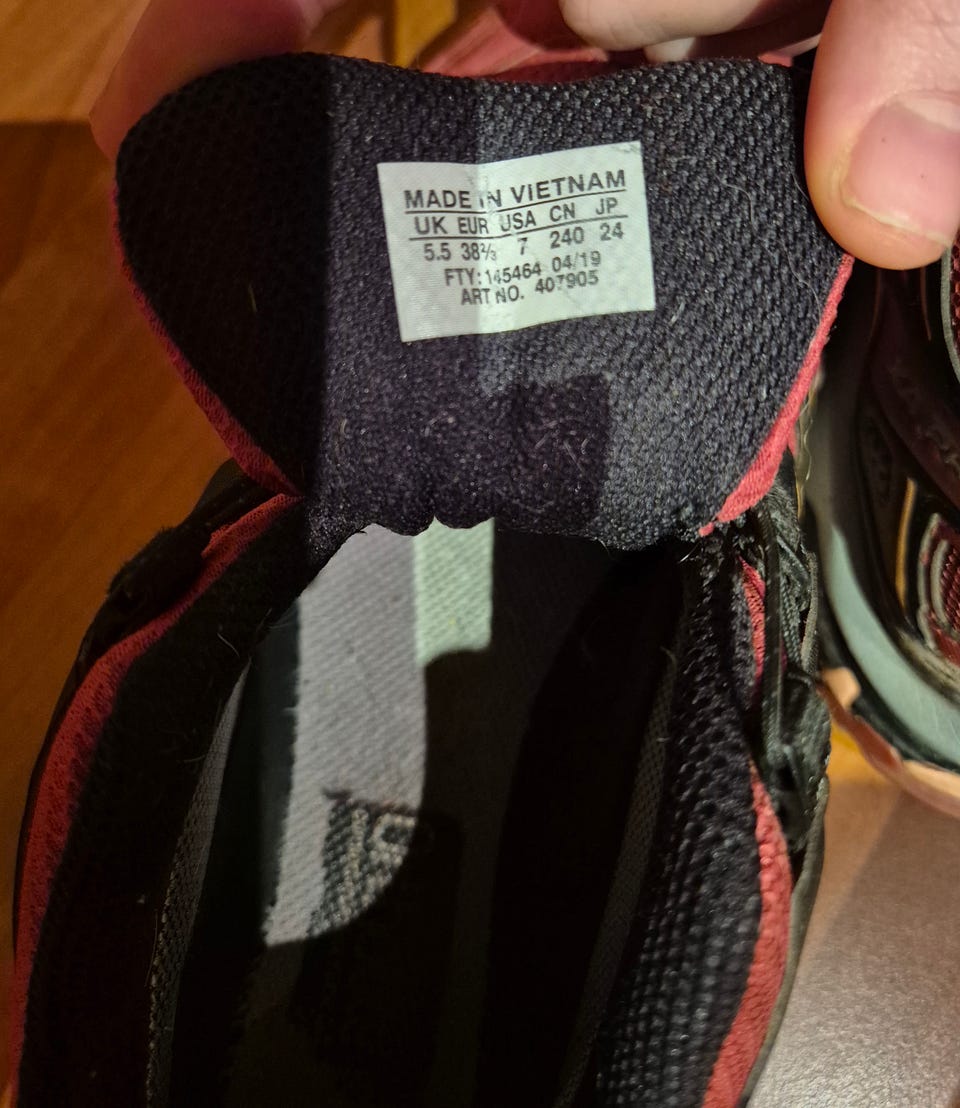 MADE IN VIETNAM
UK EUR USA CN JP
5.5 38⅔ 7 240 24
FTY: 145464 04/19
ART NO. 407905